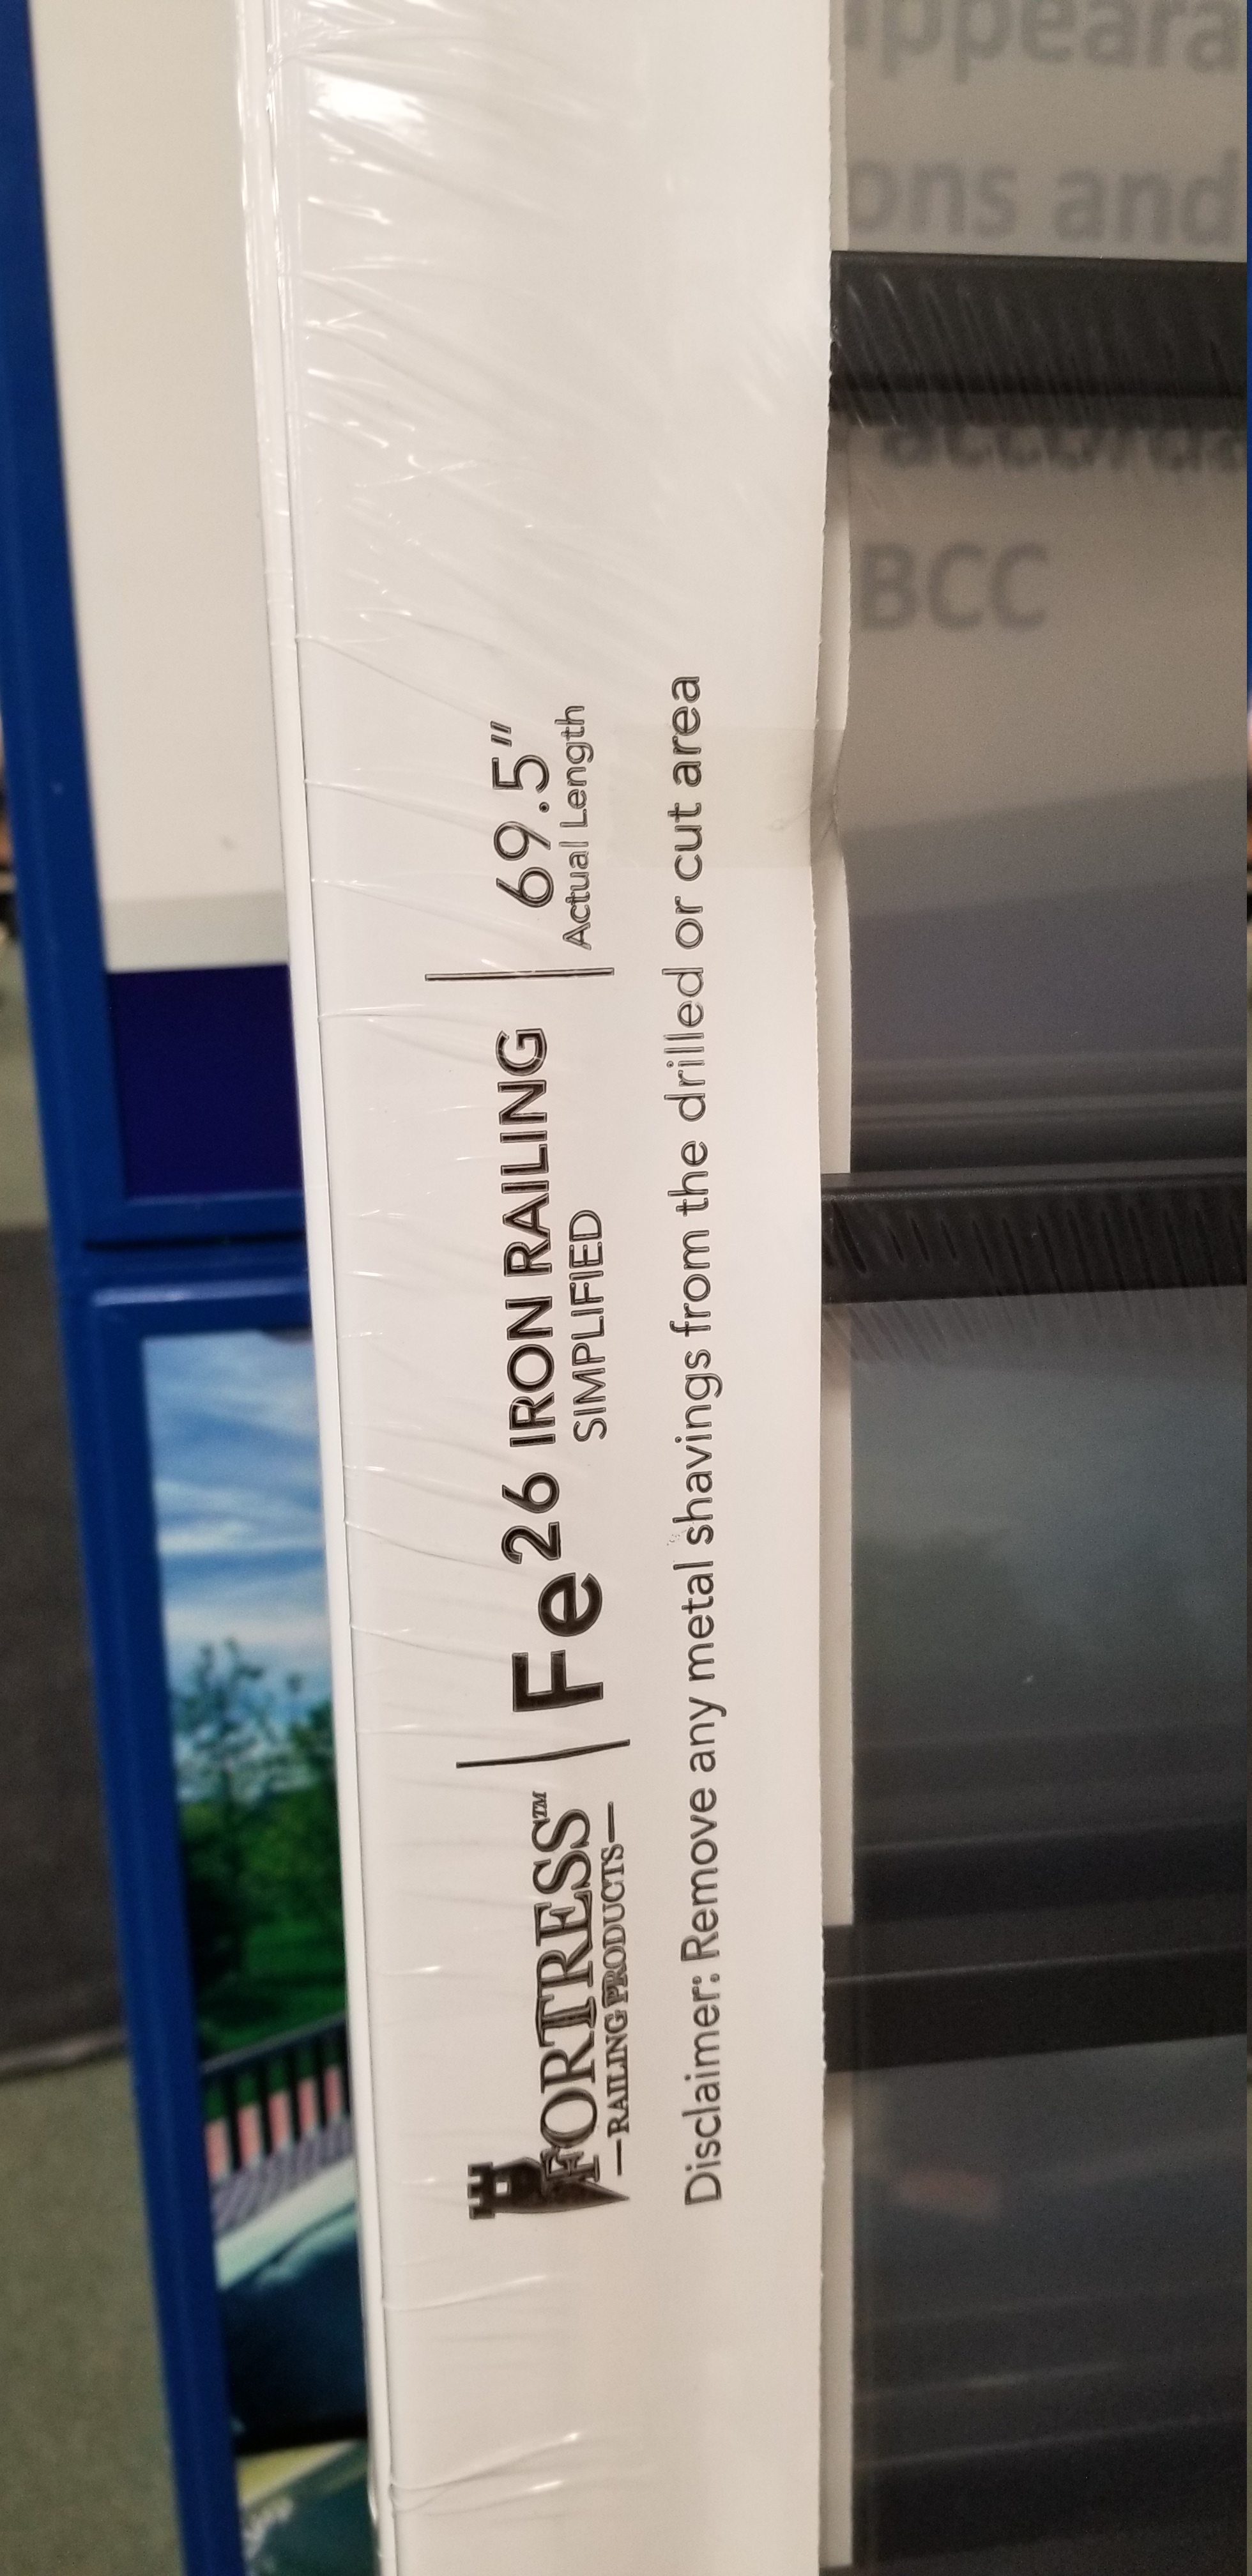 FORTRESS™
—RAILING PRODUCTS—
Fe26 IRON RAILING
SIMPLIFIED
69.5"
Actual Length
Disclaimer: Remove any metal shavings from the drilled or cut area
ppeara
ons and
BCC